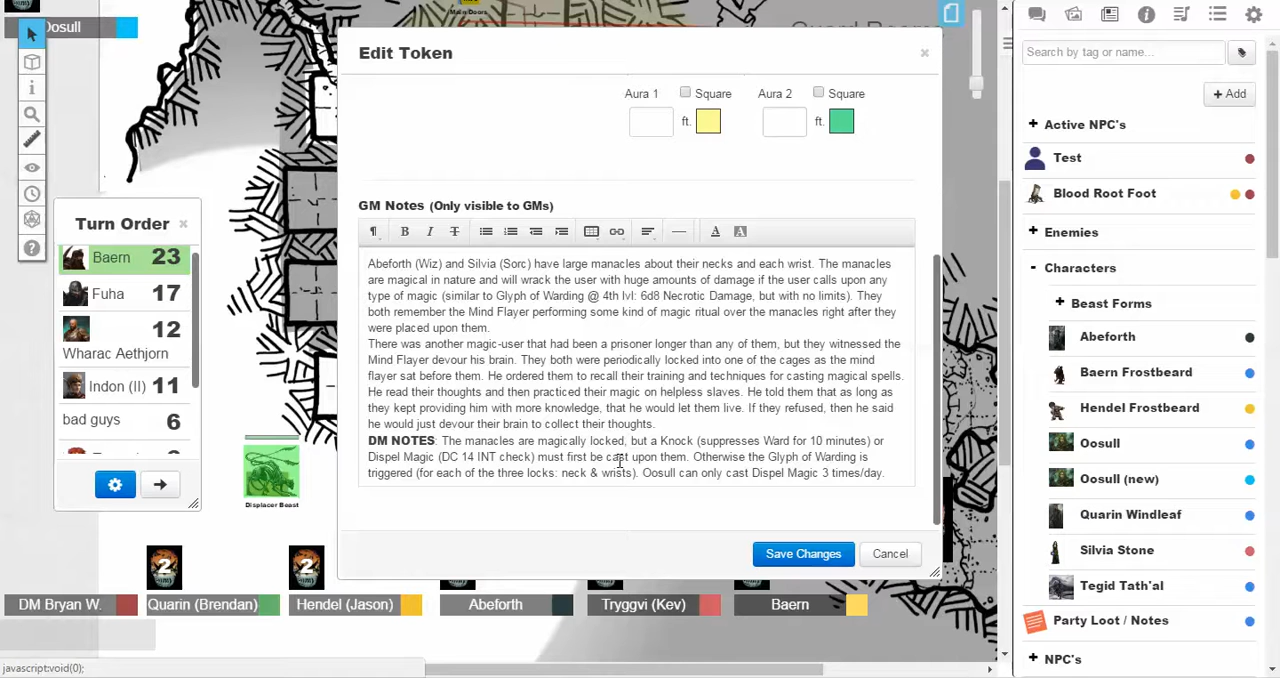 Oosull
Main Doors
Guard
Edit Token
×
Aura 1
Square
Aura 2
Square
ft.
ft.
GM Notes (Only visible to GMs)
Abeforth (Wiz) and Silvia (Sorc) have large manacles about their necks and each wrist. The manacles
are magical in nature and will wrack the user with huge amounts of damage if the user calls upon any
type of magic (similar to Glyph of Warding @ 4th lvl: 6d8 Necrotic Damage, but with no limits). They
both remember the Mind Flayer performing some kind of magic ritual over the manacles right after they
were placed upon them.
There was another magic-user that had been a prisoner longer than any of them, but they witnessed the
Mind Flayer devour his brain. They both were periodically locked into one of the cages as the mind
flayer sat before them. He ordered them to recall their training and techniques for casting magical spells.
He read their thoughts and then practiced their magic on helpless slaves. He told them that as long as
they kept providing him with more knowledge, that he would let them live. If they refused, then he said
he would just devour their brain to collect their thoughts.
DM NOTES: The manacles are magically locked, but a Knock (suppresses Ward for 10 minutes) or
Dispel Magic (DC 14 INT check) must first be cast upon them. Otherwise the Glyph of Warding is
triggered (for each of the three locks: neck & wrists). Oosull can only cast Dispel Magic 3 times/day.
Save Changes
Cancel
Turn Order ×
Baern 23
Fuha 17
12
Wharac Aethjorn
Indon (II) 11
bad guys 6
Displacer Beast
2
2
DM Bryan W.
Quarin (Brendan)
Hendel (Jason)
Abeforth
Tryggvi (Kev)
Baern
javascript:void(0);
Search by tag or name...
+ Add
+ Active NPC's
Test
Blood Root Foot
+ Enemies
- Characters
+ Beast Forms
Abeforth
Baern Frostbeard
Hendel Frostbeard
Oosull
Oosull (new)
Quarin Windleaf
Silvia Stone
Tegid Tath'al
Party Loot / Notes
+ NPC's